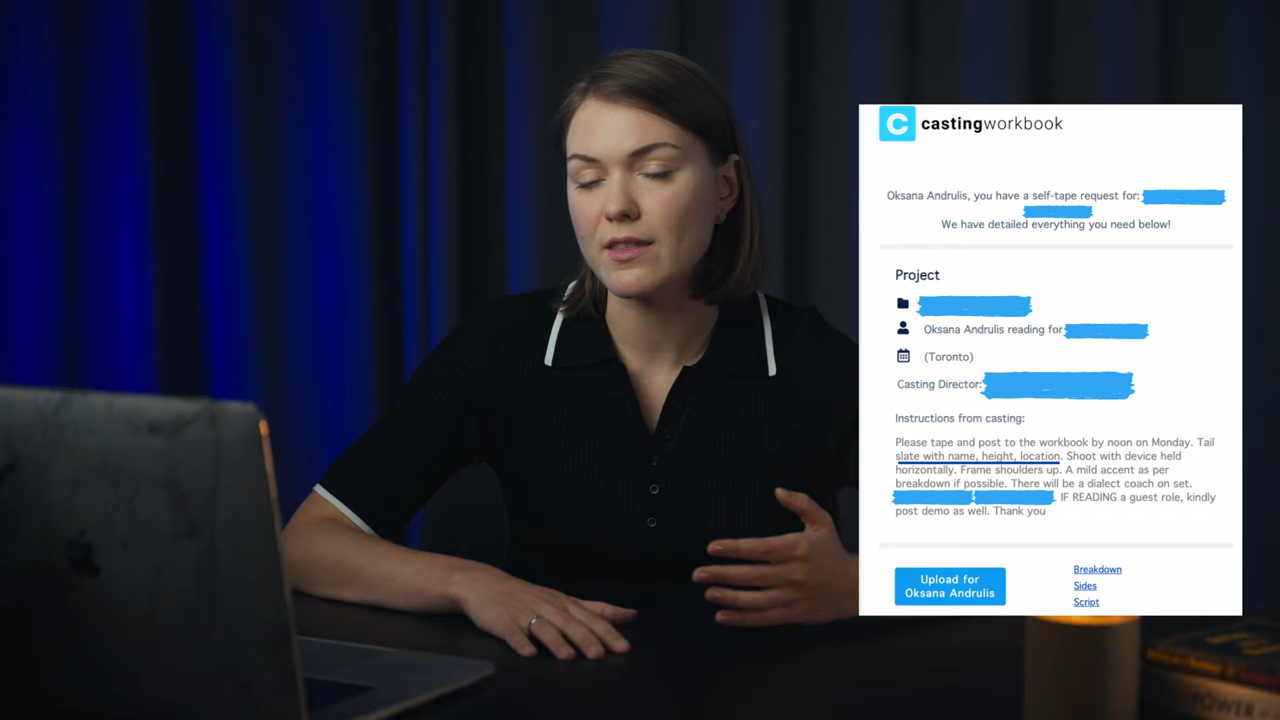 castingworkbook
Oksana Andrulis, you have a self-tape request for:
We have detailed everything you need below!
Project
Oksana Andrulis reading for
(Toronto)
Casting Director:
Instructions from casting:
Please tape and post to the workbook by noon on Monday. Tail
slate with name, height, location. Shoot with device held
horizontally. Frame shoulders up. A mild accent as per
breakdown if possible. There will be a dialect coach on set.
. IF READING a guest role, kindly
post demo as well. Thank you
Upload for
Oksana Andrulis
Breakdown
Sides
Script
POWER